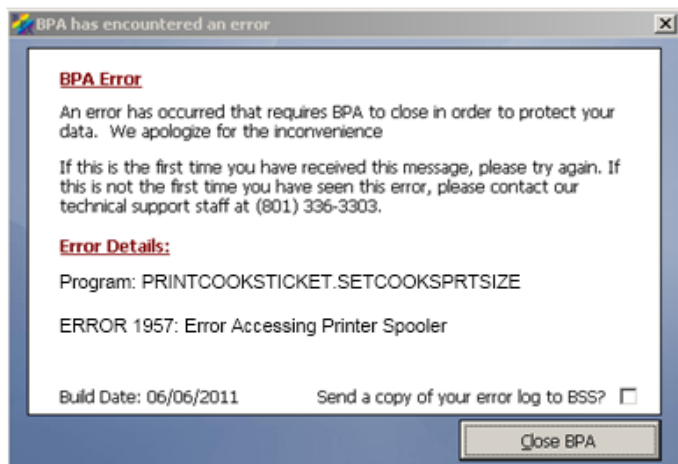 BPA has encountered an error
BPA Error
An error has occurred that requires BPA to close in order to protect your
data. We apologize for the inconvenience
If this is the first time you have received this message, please try again. If
this is not the first time you have seen this error, please contact our
technical support staff at (801) 336-3303.
Error Details:
Program: PRINTCOOKSTICKET.SETCOOKSPRTSIZE
ERROR 1957: Error Accessing Printer Spooler
Build Date: 06/06/2011 Send a copy of your error log to BSS?
Close BPA